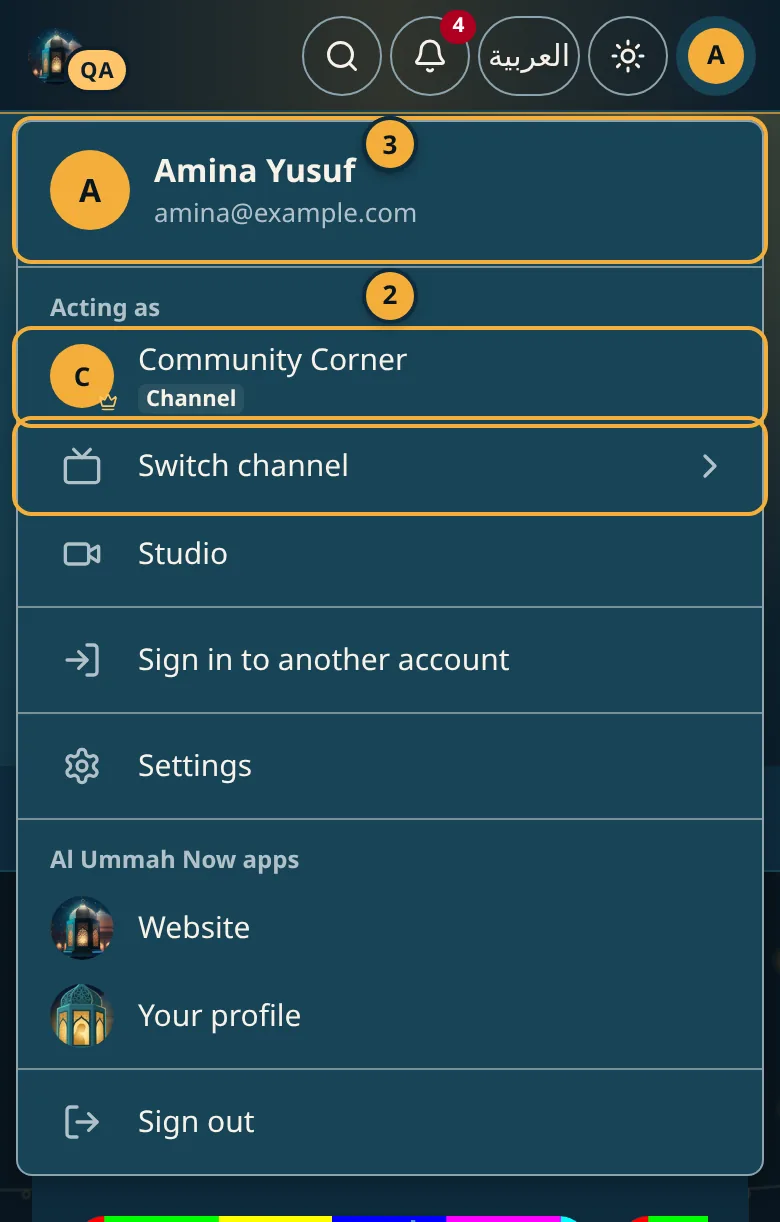 QA
4
العربية
A
3
A
Amina Yusuf
amina@example.com
2
Acting as
C
Community Corner
Channel
Switch channel
Studio
Sign in to another account
Settings
Al Ummah Now apps
Website
Your profile
Sign out